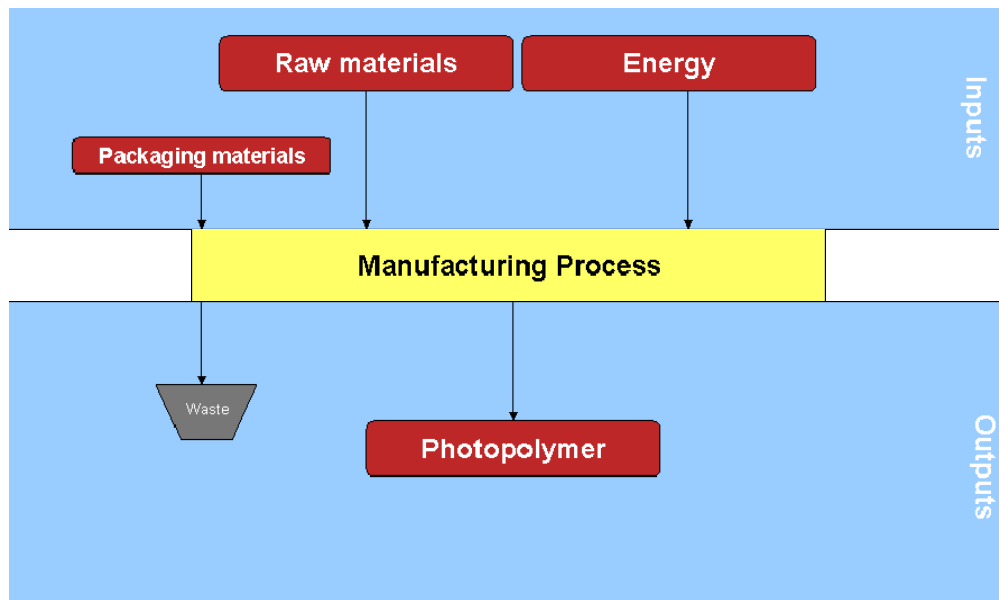 Raw materials
Energy
Inputs
Packaging materials
Manufacturing Process
Waste
Photopolymer
Outputs